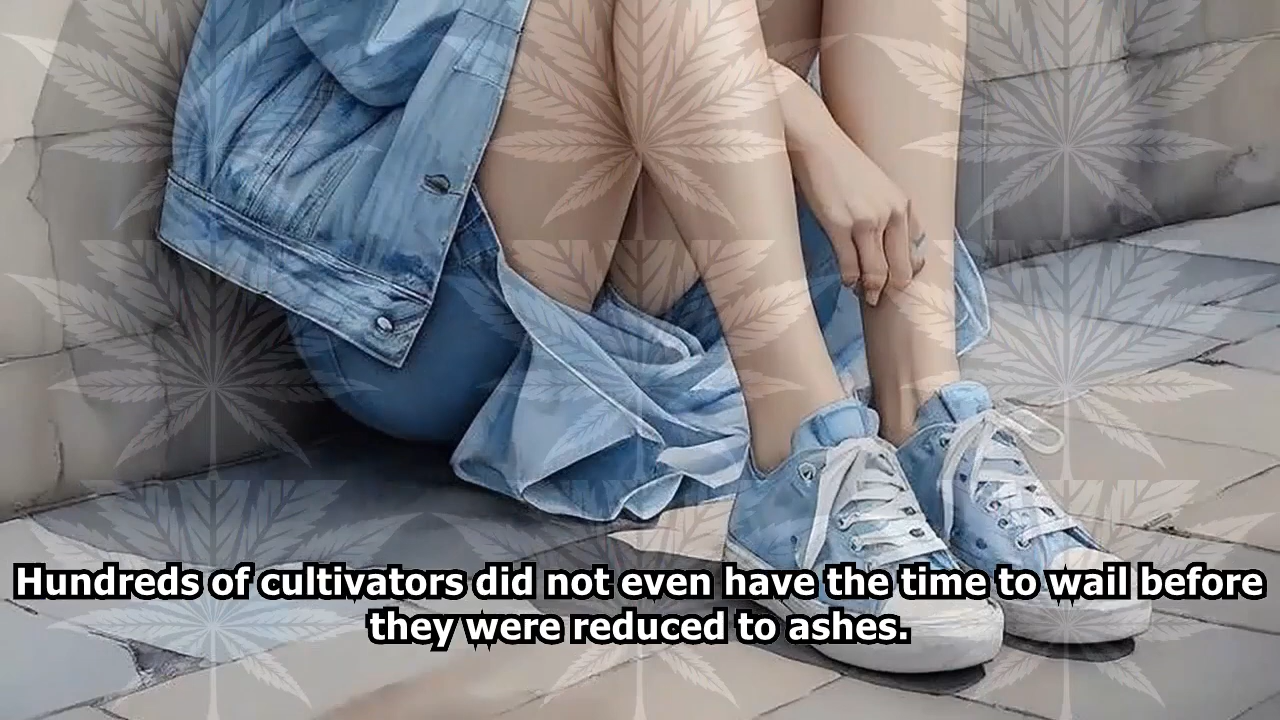 Hundreds of cultivators did not even have the time to wail before
they were reduced to ashes.